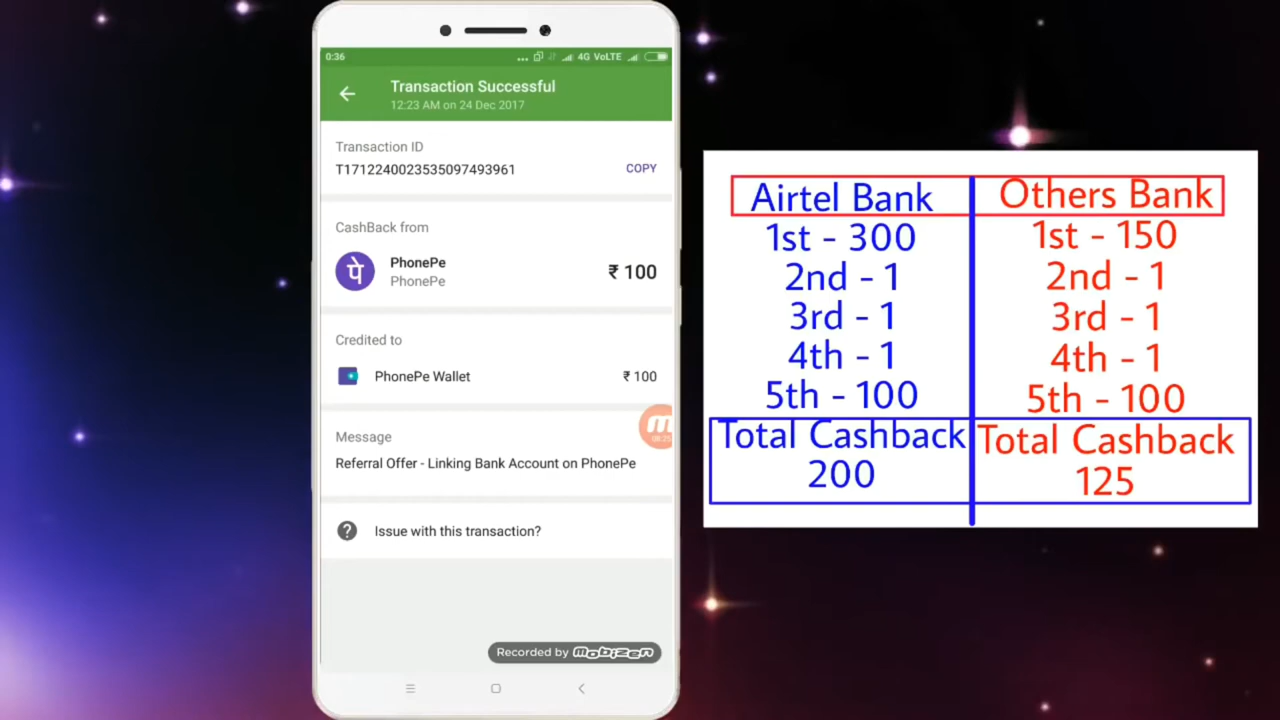 0:36
... 4G VoLTE
Transaction Successful
12:23 AM on 24 Dec 2017
Transaction ID
T1712240023535097493961 COPY
CashBack from
पे
PhonePe ₹ 100
PhonePe
Credited to
PhonePe Wallet ₹ 100
08:25
Message
Referral Offer - Linking Bank Account on PhonePe
? Issue with this transaction?
Recorded by mobizen
Airtel Bank
1st - 300
2nd - 1
3rd - 1
4th - 1
5th - 100
Total Cashback
200
Others Bank
1st - 150
2nd - 1
3rd - 1
4th - 1
5th - 100
Total Cashback
125